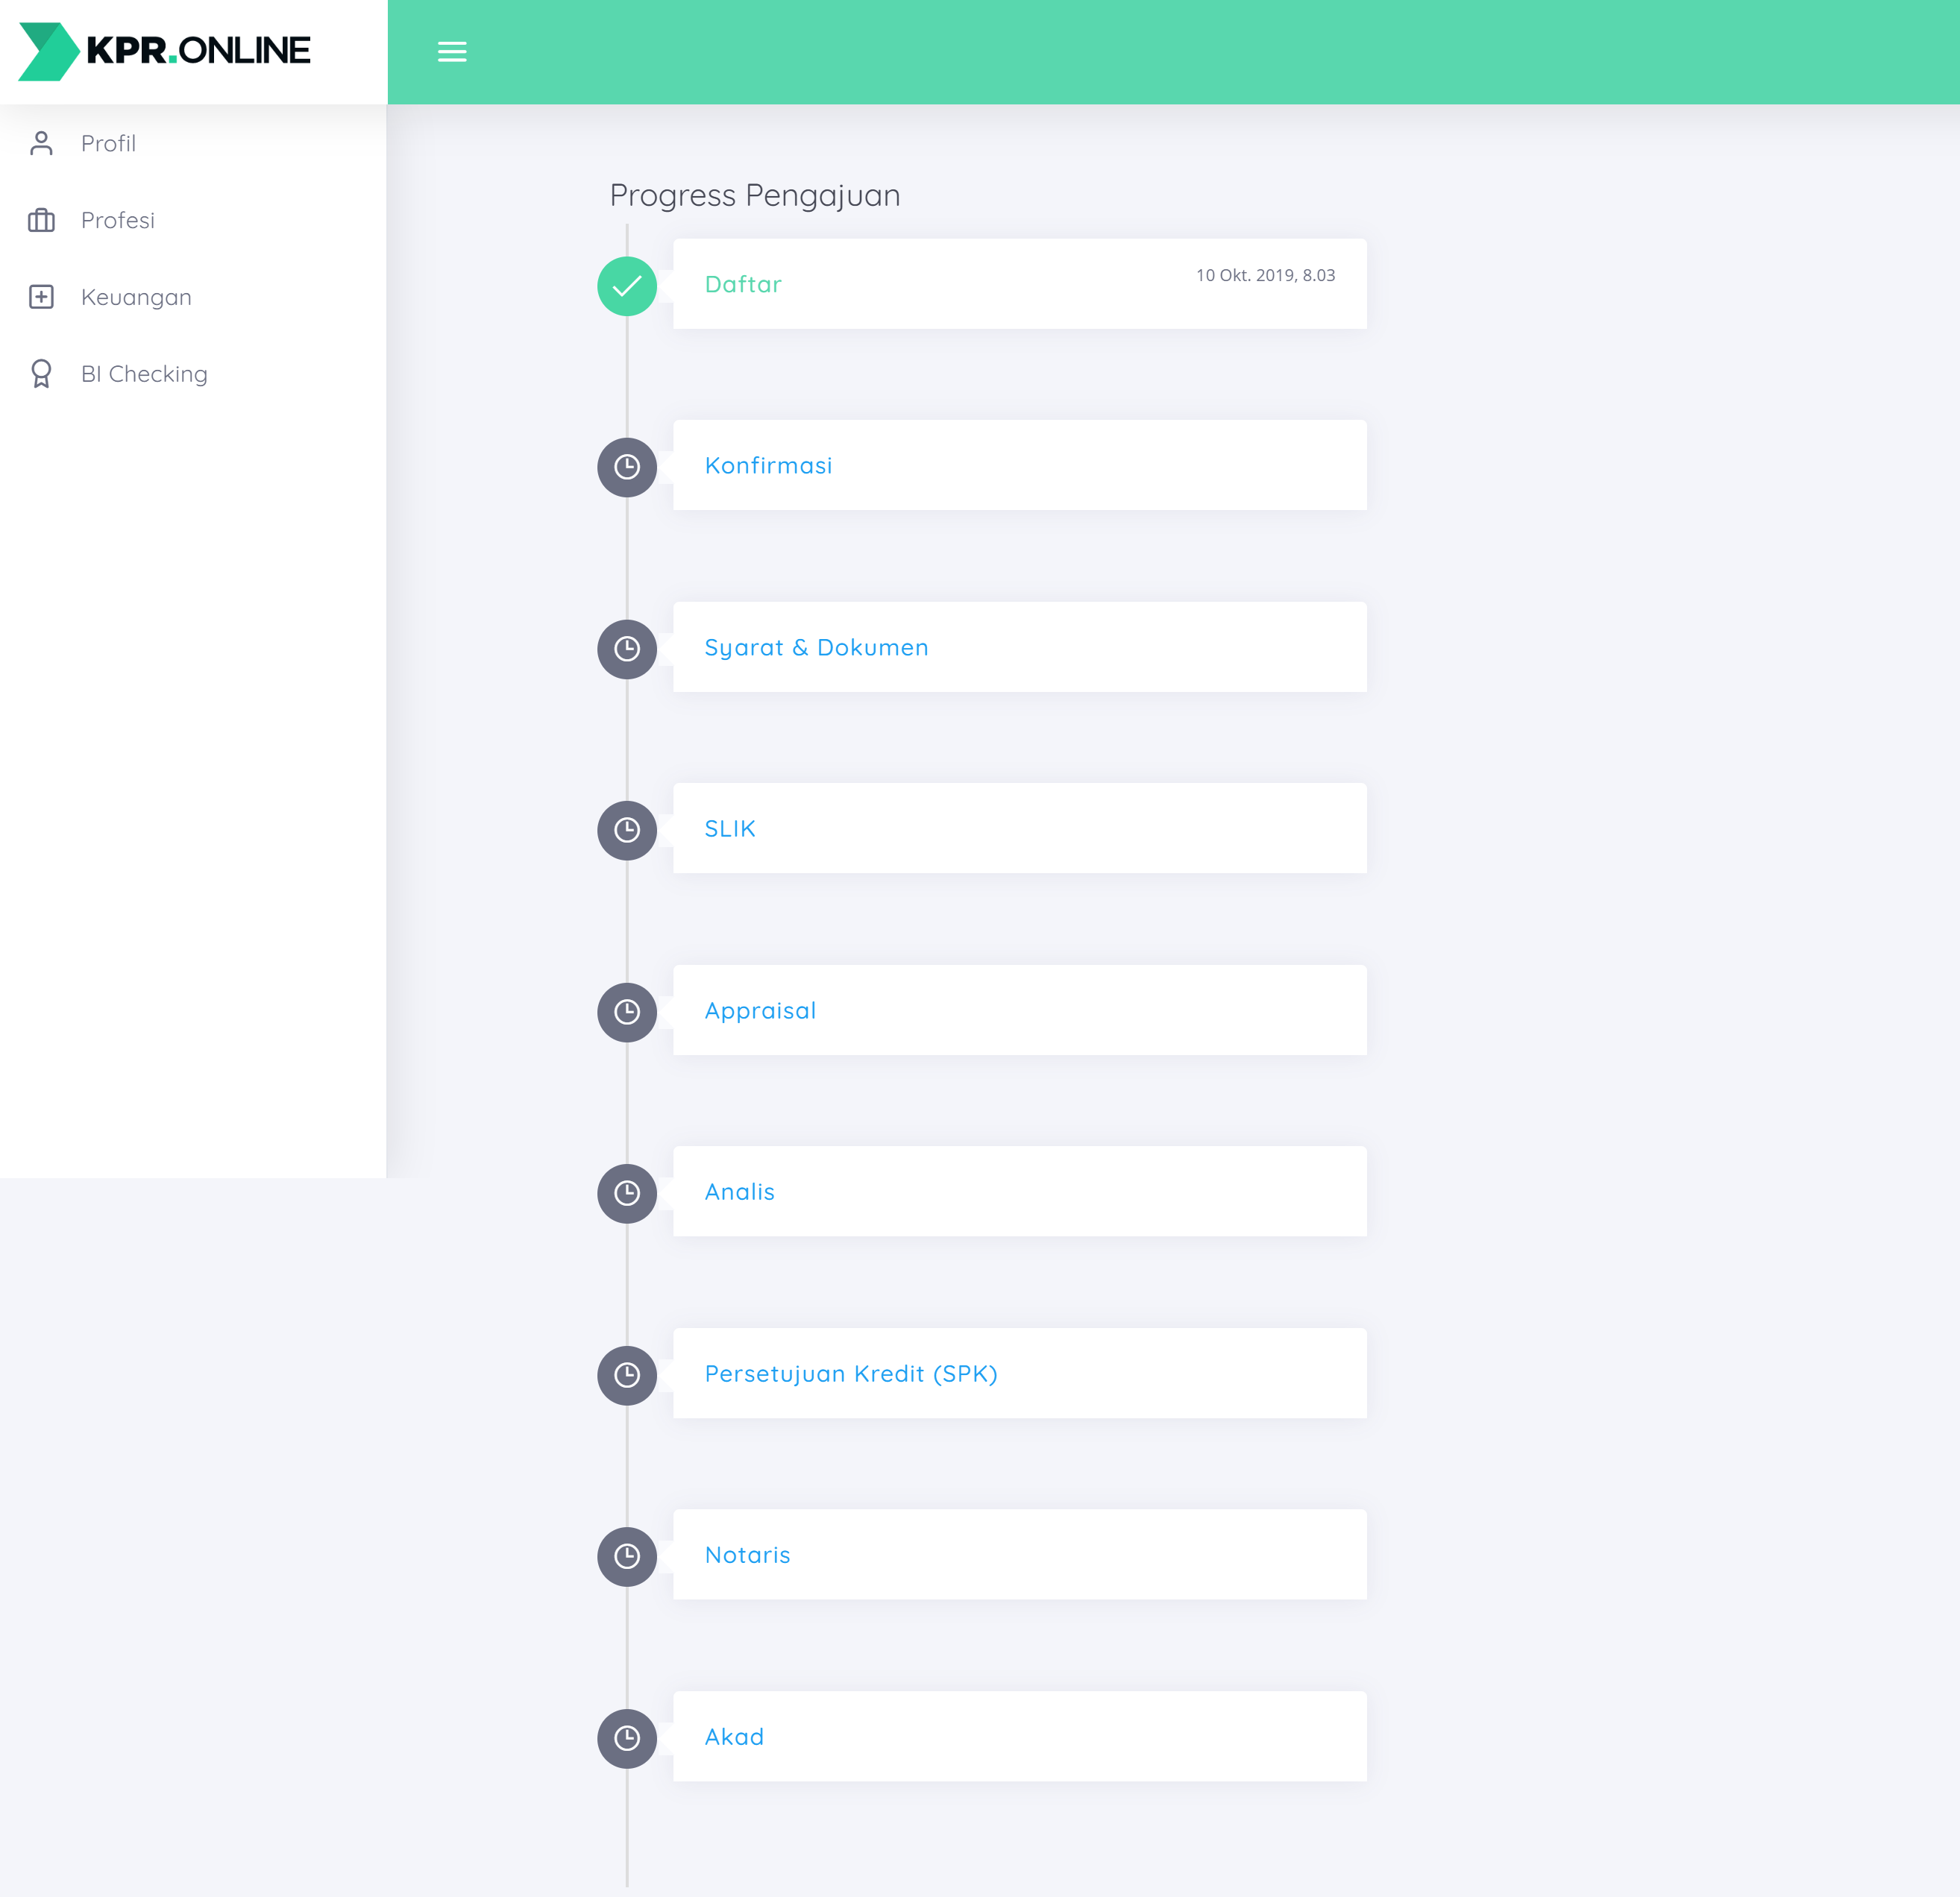 KPR.ONLINE
Profil
Profesi
Keuangan
BI Checking
Progress Pengajuan
Daftar
10 Okt. 2019, 8.03
Konfirmasi
Syarat & Dokumen
SLIK
Appraisal
Analis
Persetujuan Kredit (SPK)
Notaris
Akad